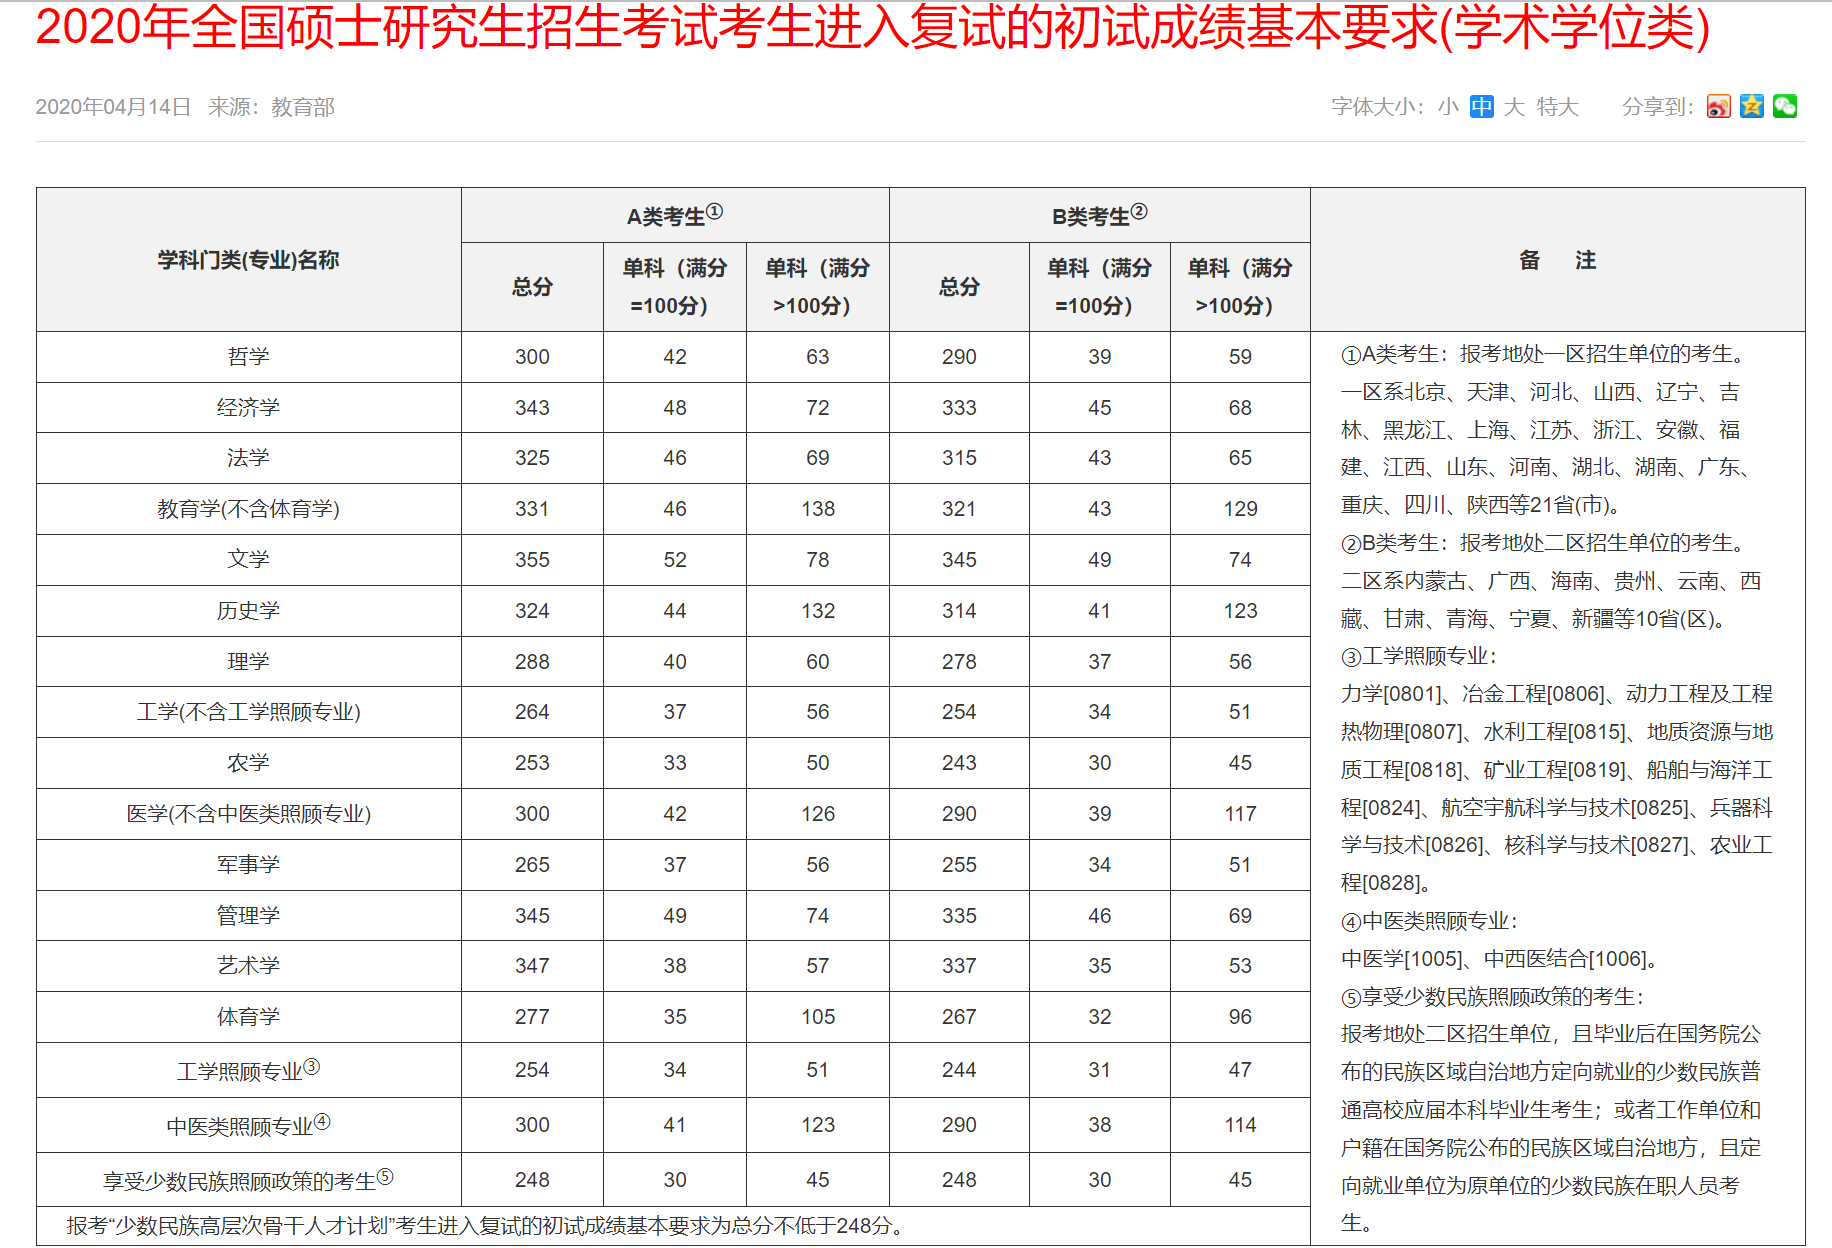 2020年全国硕士研究生招生考试考生进入复试的初试成绩基本要求(学术学位类)
2020年04月14日 来源：教育部 字体大小：小 中 大 特大 分享到：
学科门类(专业)名称 A类考生① B类考生② 备 注
总分 单科（满分=100分） 单科（满分>100分） 总分 单科（满分=100分） 单科（满分>100分）
哲学 300 42 63 290 39 59
经济学 343 48 72 333 45 68
法学 325 46 69 315 43 65
教育学(不含体育学) 331 46 138 321 43 129
文学 355 52 78 345 49 74
历史学 324 44 132 314 41 123
理学 288 40 60 278 37 56
工学(不含工学照顾专业) 264 37 56 254 34 51
农学 253 33 50 243 30 45
医学(不含中医类照顾专业) 300 42 126 290 39 117
军事学 265 37 56 255 34 51
管理学 345 49 74 335 46 69
艺术学 347 38 57 337 35 53
体育学 277 35 105 267 32 96
工学照顾专业③ 254 34 51 244 31 47
中医类照顾专业④ 300 41 123 290 38 114
享受少数民族照顾政策的考生⑤ 248 30 45 248 30 45
报考“少数民族高层次骨干人才计划”考生进入复试的初试成绩基本要求为总分不低于248分。
①A类考生：报考地处一区招生单位的考生。
一区系北京、天津、河北、山西、辽宁、吉
林、黑龙江、上海、江苏、浙江、安徽、福
建、江西、山东、河南、湖北、湖南、广东、
重庆、四川、陕西等21省(市)。
②B类考生：报考地处二区招生单位的考生。
二区系内蒙古、广西、海南、贵州、云南、西
藏、甘肃、青海、宁夏、新疆等10省(区)。
③工学照顾专业：
力学[0801]、冶金工程[0806]、动力工程及工程
热物理[0807]、水利工程[0815]、地质资源与地
质工程[0818]、矿业工程[0819]、船舶与海洋工
程[0824]、航空宇航科学与技术[0825]、兵器科
学与技术[0826]、核科学与技术[0827]、农业工
程[0828]。
④中医类照顾专业：
中医学[1005]、中西医结合[1006]。
⑤享受少数民族照顾政策的考生：
报考地处二区招生单位，且毕业后在国务院公
布的民族区域自治地方定向就业的少数民族普
通高校应届本科毕业生考生；或者工作单位和
户籍在国务院公布的民族区域自治地方，且定
向就业单位为原单位的少数民族在职人员考
生。